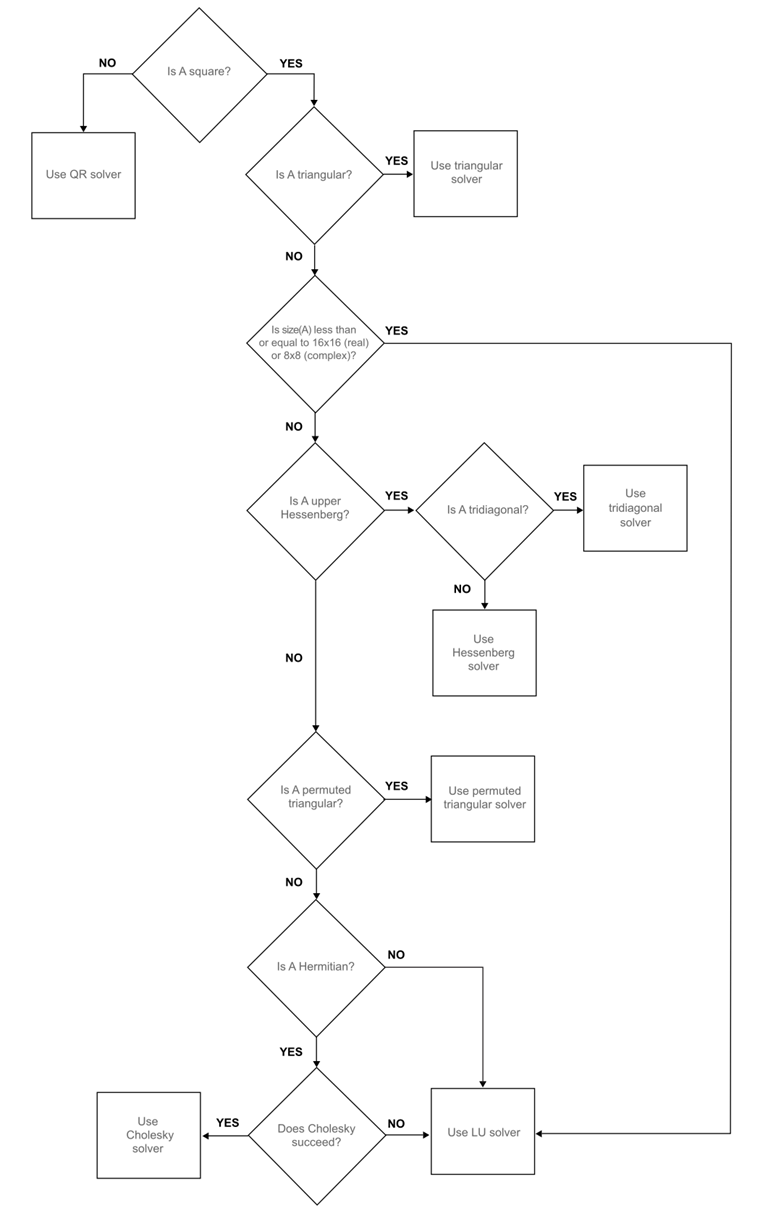 NO
Is A square?
YES
Use QR solver
Is A triangular?
YES
Use triangular
solver
NO
Is size(A) less than
or equal to 16x16 (real)
or 8x8 (complex)?
YES
NO
Is A upper
Hessenberg?
YES
Is A tridiagonal?
YES
Use
tridiagonal
solver
NO
Use
Hessenberg
solver
NO
Is A permuted
triangular?
YES
Use permuted
triangular solver
NO
Is A Hermitian?
NO
YES
Use
Cholesky
solver
YES
Does Cholesky
succeed?
NO
Use LU solver